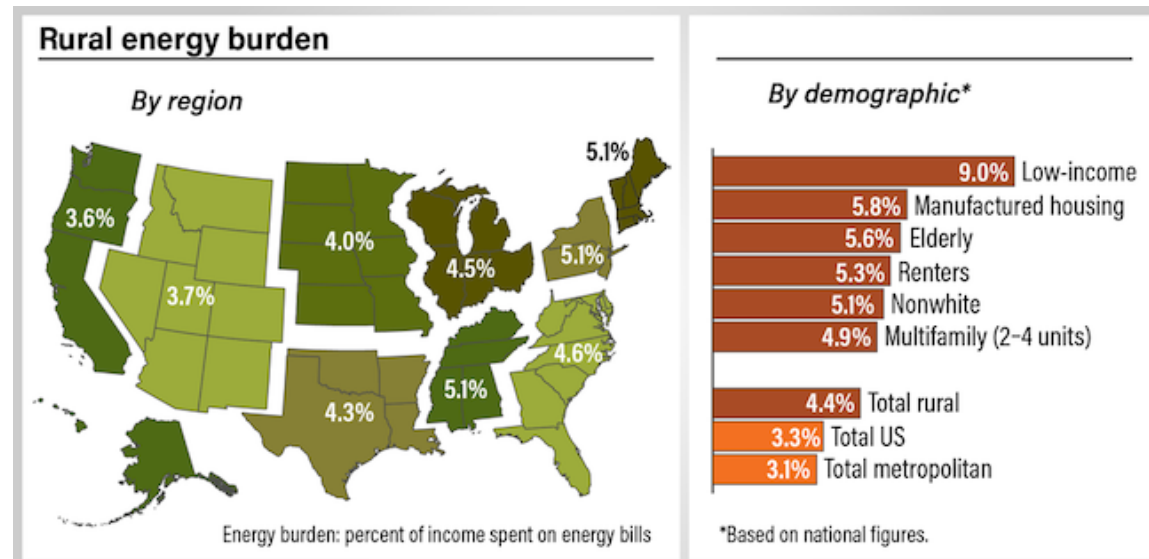 Rural energy burden
By region
5.1%
3.6%
4.0%
5.1%
4.5%
3.7%
4.6%
5.1%
4.3%
Energy burden: percent of income spent on energy bills
By demographic*
9.0% Low-income
5.8% Manufactured housing
5.6% Elderly
5.3% Renters
5.1% Nonwhite
4.9% Multifamily (2–4 units)
4.4% Total rural
3.3% Total US
3.1% Total metropolitan
*Based on national figures.